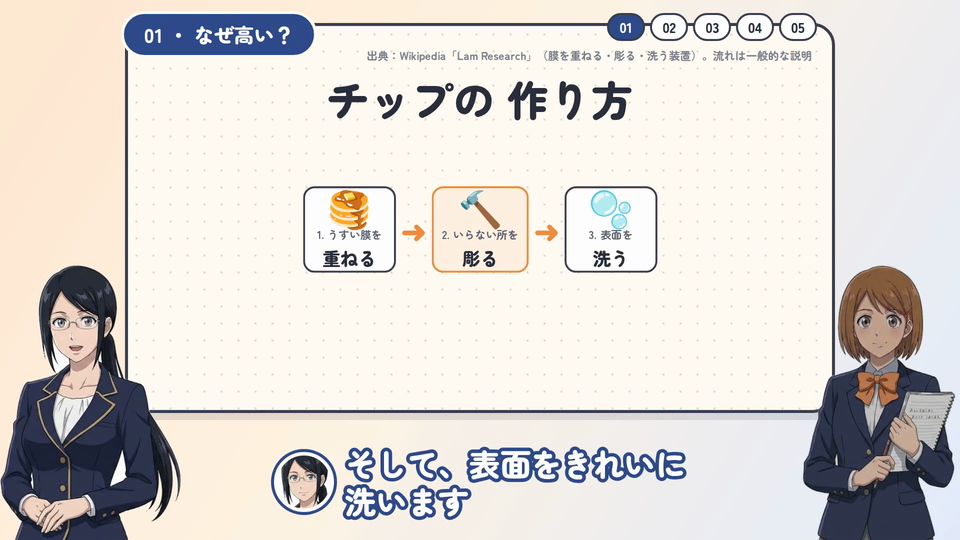 01 ・ なぜ高い？
01 02 03 04 05
出典：Wikipedia「Lam Research」（膜を重ねる・彫る・洗う装置）。流れは一般的な説明
チップの 作り方
1. うすい膜を
重ねる
2. いらない所を
彫る
3. 表面を
洗う
そして、表面をきれいに
洗います